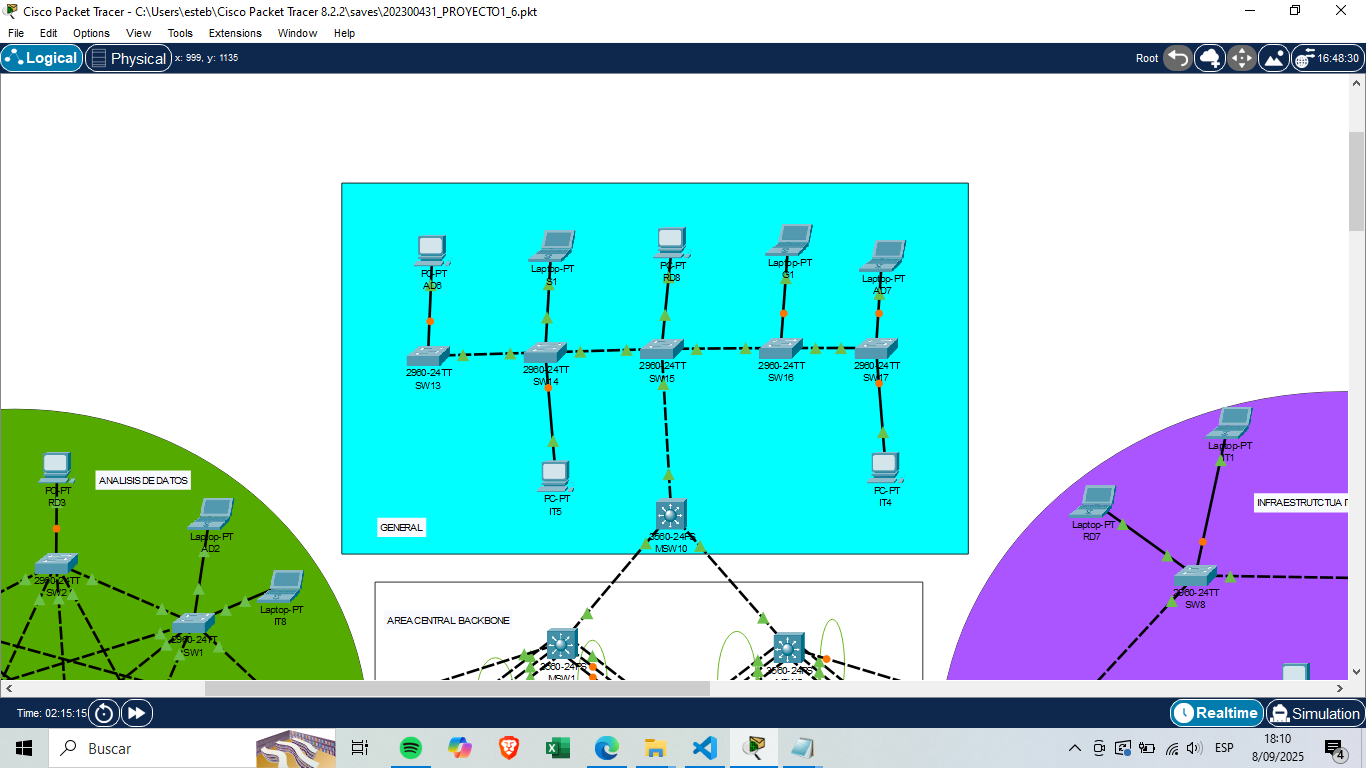 Cisco Packet Tracer - C:\Users\esteb\Cisco Packet Tracer 8.2.2\saves\202300431_PROYECTO1_6.pkt
File Edit Options View Tools Extensions Window Help
Logical Physical x: 999, y: 1135 Root 16:48:30
PC-PT
AD6
Laptop-PT
S1
PC-PT
RD8
Laptop-PT
G1
Laptop-PT
AD7
2960-24TT
SW13
2960-24TT
SW14
2960-24TT
SW15
2960-24TT
SW16
2960-24TT
SW17
PC-PT
IT5
PC-PT
IT4
GENERAL
3560-24PS
MSW10
ANALISIS DE DATOS
PC-PT
RD3
Laptop-PT
AD2
2960-24TT
SW2
Laptop-PT
IT8
2960-24TT
SW1
AREA CENTRAL BACKBONE
3560-24PS
MSW1
3560-24PS
Laptop-PT
IT1
INFRAESTRUTCTUA
Laptop-PT
RD7
2960-24TT
SW8
Time: 02:15:15 Realtime Simulation
Buscar
ESP
18:10
8/09/2025
4